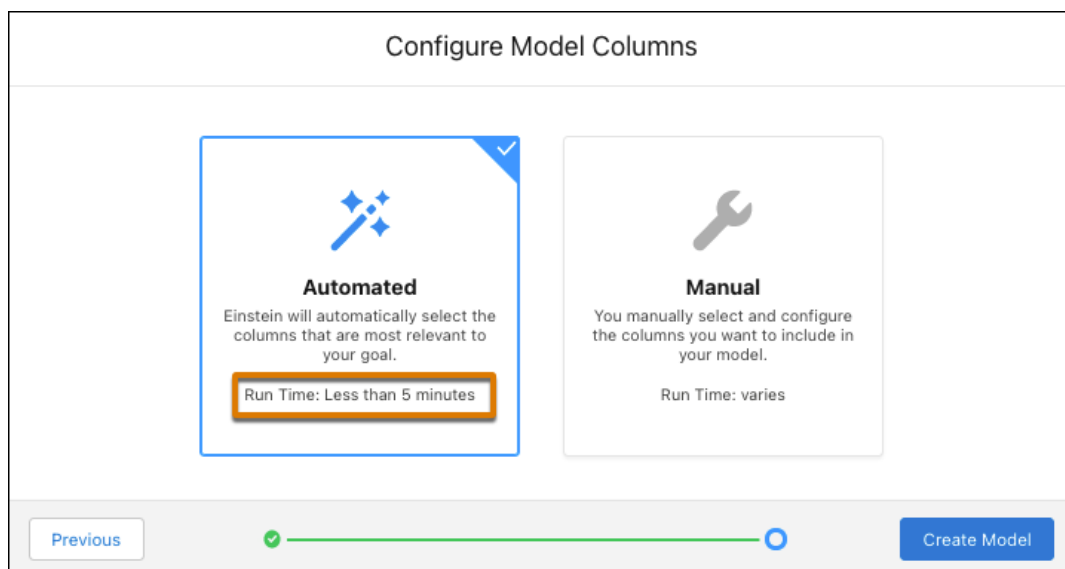 Configure Model Columns
Automated
Einstein will automatically select the
columns that are most relevant to
your goal.
Run Time: Less than 5 minutes
Manual
You manually select and configure
the columns you want to include in
your model.
Run Time: varies
Previous
Create Model